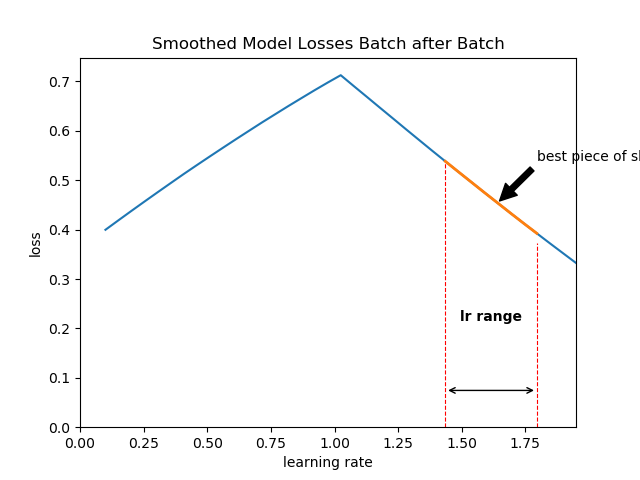 Smoothed Model Losses Batch after Batch
0.7
0.6
best piece of
0.5
0.4
loss
0.3
lr range
0.2
0.1
0.0
0.00 0.25 0.50 0.75 1.00 1.25 1.50 1.75
learning rate